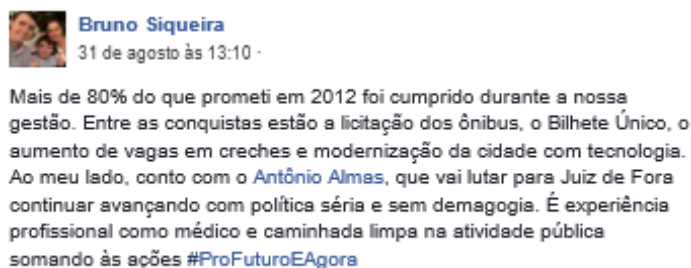 Bruno Siqueira
31 de agosto às 13:10 ·
Mais de 80% do que prometi em 2012 foi cumprido durante a nossa
gestão. Entre as conquistas estão a licitação dos ônibus, o Bilhete Único, o
aumento de vagas em creches e modernização da cidade com tecnologia.
Ao meu lado, conto com o Antônio Almas, que vai lutar para Juiz de Fora
continuar avançando com política séria e sem demagogia. É experiência
profissional como médico e caminhada limpa na atividade pública
somando às ações #ProFuturoEAgora